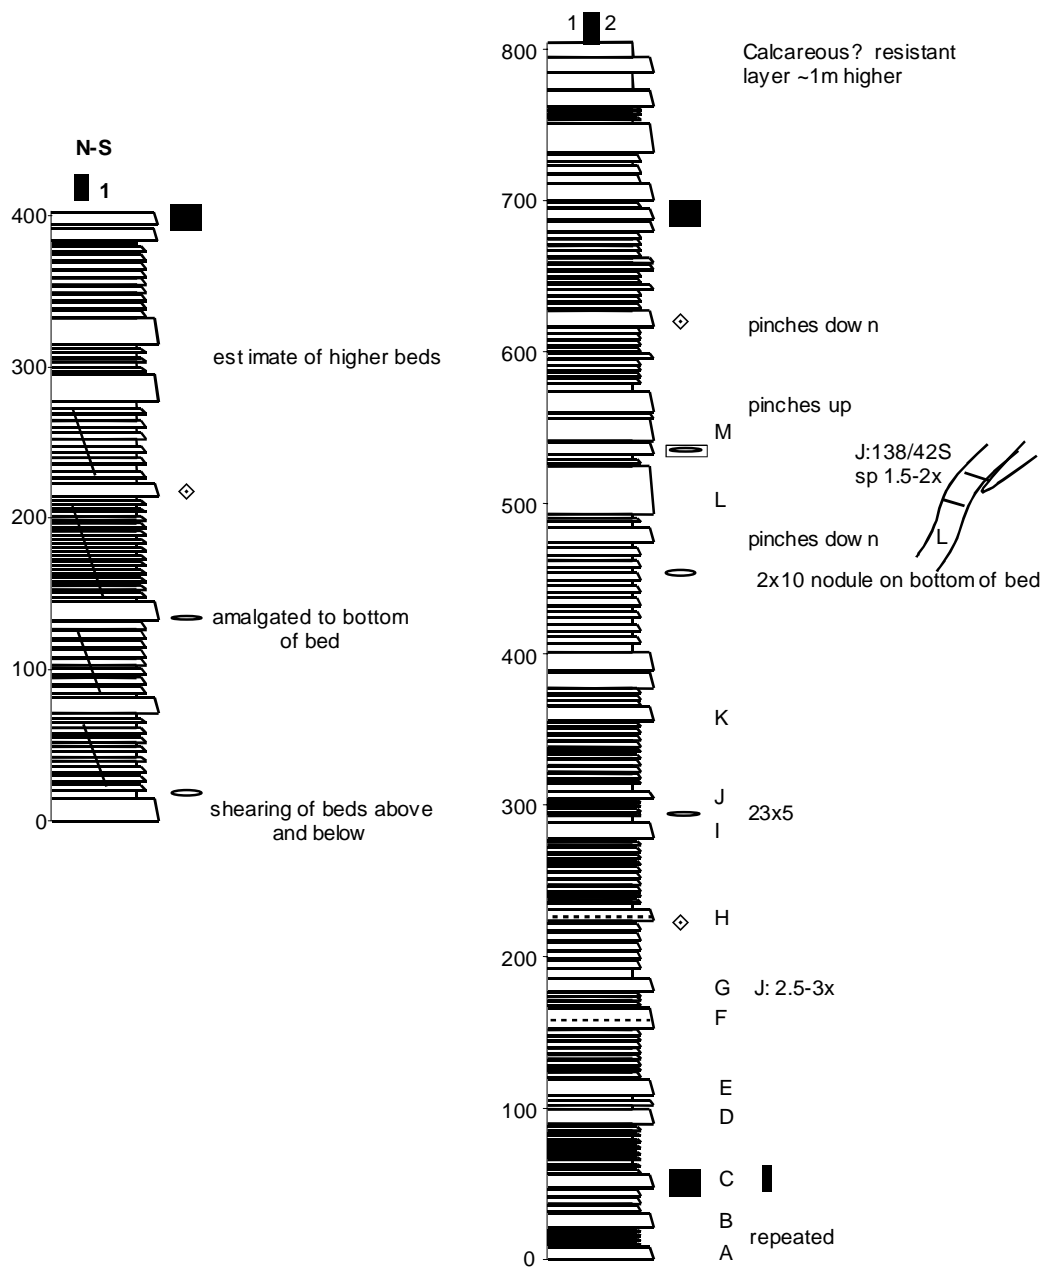 N-S
1
400
300
200
100
0
est imate of higher beds
amalgated to bottom
of bed
shearing of beds above
and below
1 2
800
700
600
500
400
300
200
100
0
Calcareous? resistant
layer ~1m higher
pinches dow n
pinches up
M
J:138/42S
sp 1.5-2x
L
L
pinches dow n
2x10 nodule on bottom of bed
K
J
23x5
I
H
G J: 2.5-3x
F
E
D
C
B
repeated
A